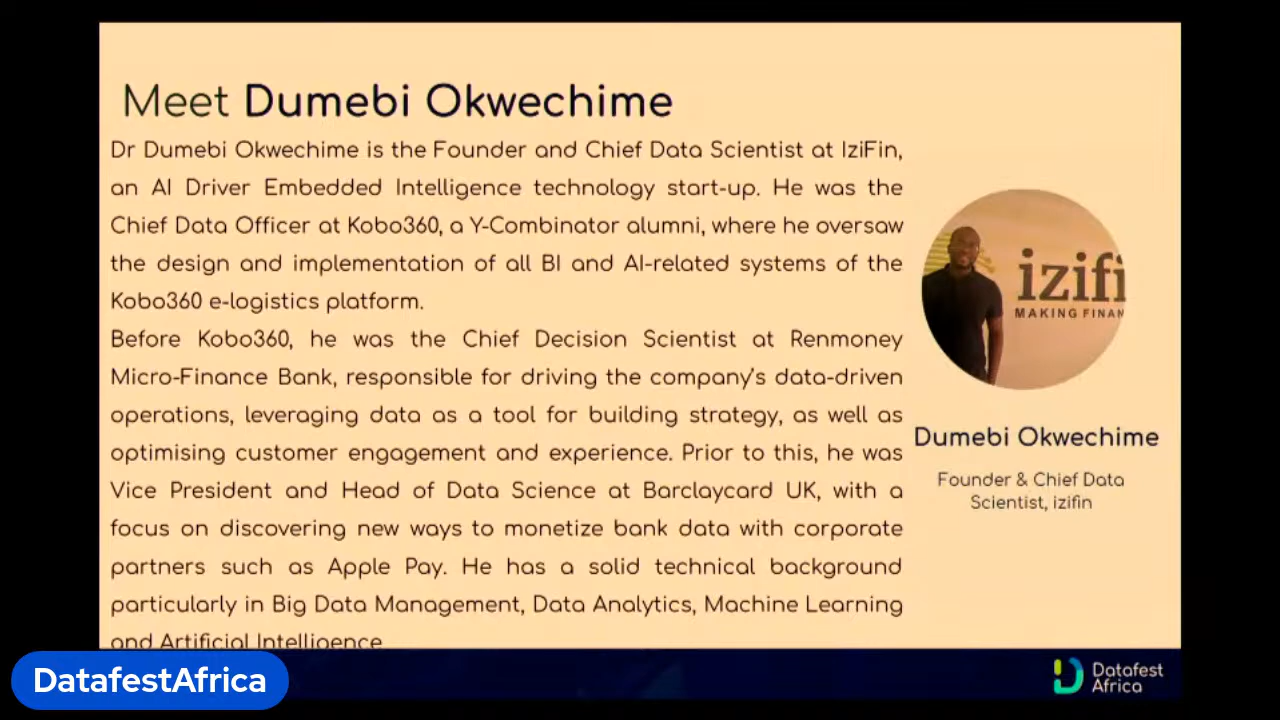 Meet Dumebi Okwechime
Dr Dumebi Okwechime is the Founder and Chief Data Scientist at IziFin,
an AI Driver Embedded Intelligence technology start-up. He was the
Chief Data Officer at Kobo360, a Y-Combinator alumni, where he oversaw
the design and implementation of all BI and AI-related systems of the
Kobo360 e-logistics platform.
Before Kobo360, he was the Chief Decision Scientist at Renmoney
Micro-Finance Bank, responsible for driving the company's data-driven
operations, leveraging data as a tool for building strategy, as well as
optimising customer engagement and experience. Prior to this, he was
Vice President and Head of Data Science at Barclaycard UK, with a
focus on discovering new ways to monetize bank data with corporate
partners such as Apple Pay. He has a solid technical background
particularly in Big Data Management, Data Analytics, Machine Learning
and Artificial Intelligence
izifi
MAKING FINAN
Dumebi Okwechime
Founder & Chief Data
Scientist, izifin
DatafestAfrica
Datafest
Africa